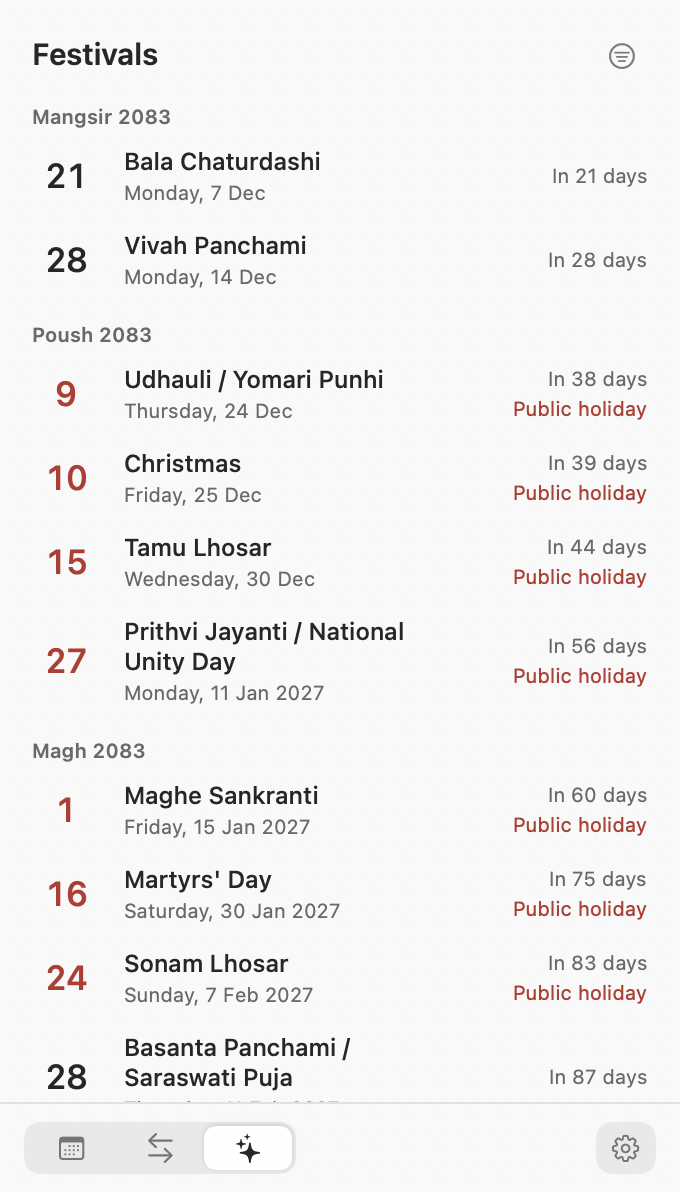 Festivals
Mangsir 2083
21
Bala Chaturdashi
Monday, 7 Dec
In 21 days
28
Vivah Panchami
Monday, 14 Dec
In 28 days
Poush 2083
9
Udhauli / Yomari Punhi
Thursday, 24 Dec
In 38 days
Public holiday
10
Christmas
Friday, 25 Dec
In 39 days
Public holiday
15
Tamu Lhosar
Wednesday, 30 Dec
In 44 days
Public holiday
27
Prithvi Jayanti / National
Unity Day
Monday, 11 Jan 2027
In 56 days
Public holiday
Magh 2083
1
Maghe Sankranti
Friday, 15 Jan 2027
In 60 days
Public holiday
16
Martyrs' Day
Saturday, 30 Jan 2027
In 75 days
Public holiday
24
Sonam Lhosar
Sunday, 7 Feb 2027
In 83 days
Public holiday
28
Basanta Panchami /
Saraswati Puja
In 87 days